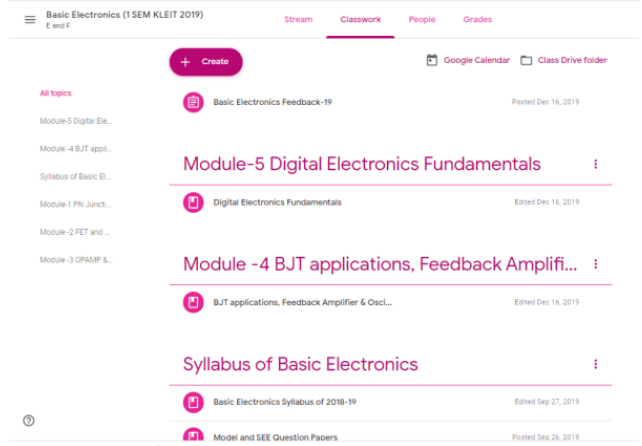 Basic Electronics (1 SEM KLEIT 2019)
E and F
Stream Classwork People Grades
+ Create
Google Calendar Class Drive folder
All topics
Module-5 Digital Ele...
Module -4 BJT appli...
Syllabus of Basic El...
Module-1 PN Juncti...
Module -2 FET and ...
Module -3 OPAMP &...
Basic Electronics Feedback-19 Posted Dec 16, 2019
Module-5 Digital Electronics Fundamentals
Digital Electronics Fundamentals Edited Dec 16, 2019
Module -4 BJT applications, Feedback Amplifi...
BJT applications, Feedback Amplifier & Osci... Edited Dec 16, 2019
Syllabus of Basic Electronics
Basic Electronics Syllabus of 2018-19 Edited Sep 27, 2019
Model and SEE Question Papers Posted Sep 26, 2019